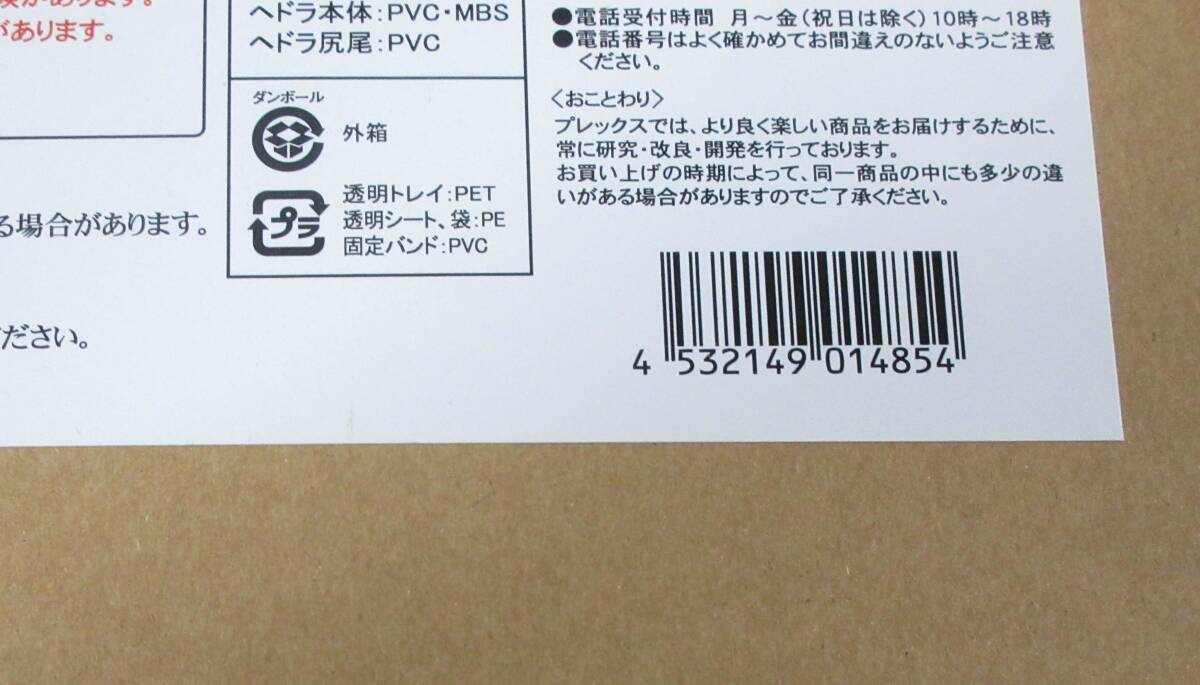 があります。
ヘドラ本体：PVC・MBS
ヘドラ尻尾：PVC
ダンボール
外箱
プラ
透明トレイ：PET
透明シート、袋：PE
固定バンド：PVC
る場合があります。
ださい。
●電話受付時間 月～金（祝日は除く）10時～18時
●電話番号はよく確かめてお間違えのないようご注意
ください。
〈おことわり〉
プレックスでは、より良く楽しい商品をお届けするために、
常に研究・改良・開発を行っております。
お買い上げの時期によって、同一商品の中にも多少の違
いがある場合がありますのでご了承ください。
4 532149 014854